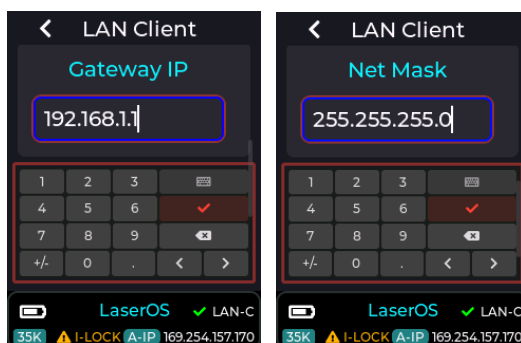 LAN Client
Gateway IP
192.168.1.1
1 2 3
4 5 6
7 8 9
+/- 0 .
LaserOS LAN-C
35K I-LOCK A-IP 169.254.157.170
LAN Client
Net Mask
255.255.255.0
1 2 3
4 5 6
7 8 9
+/- 0 .
LaserOS LAN-C
35K I-LOCK A-IP 169.254.157.170